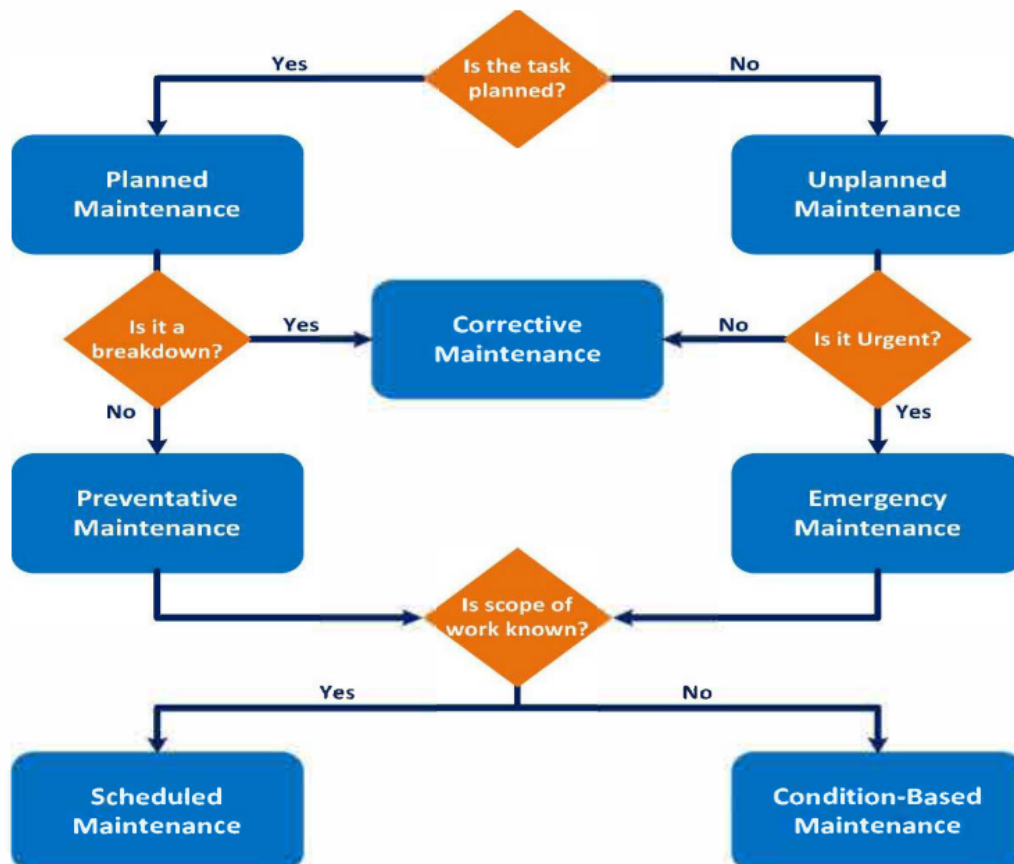 Is the task
planned?
Yes
No
Planned
Maintenance
Unplanned
Maintenance
Is it a
breakdown?
Yes
Corrective
Maintenance
No
Is it Urgent?
No
Yes
Preventative
Maintenance
Emergency
Maintenance
Is scope of
work known?
Yes
No
Scheduled
Maintenance
Condition-Based
Maintenance